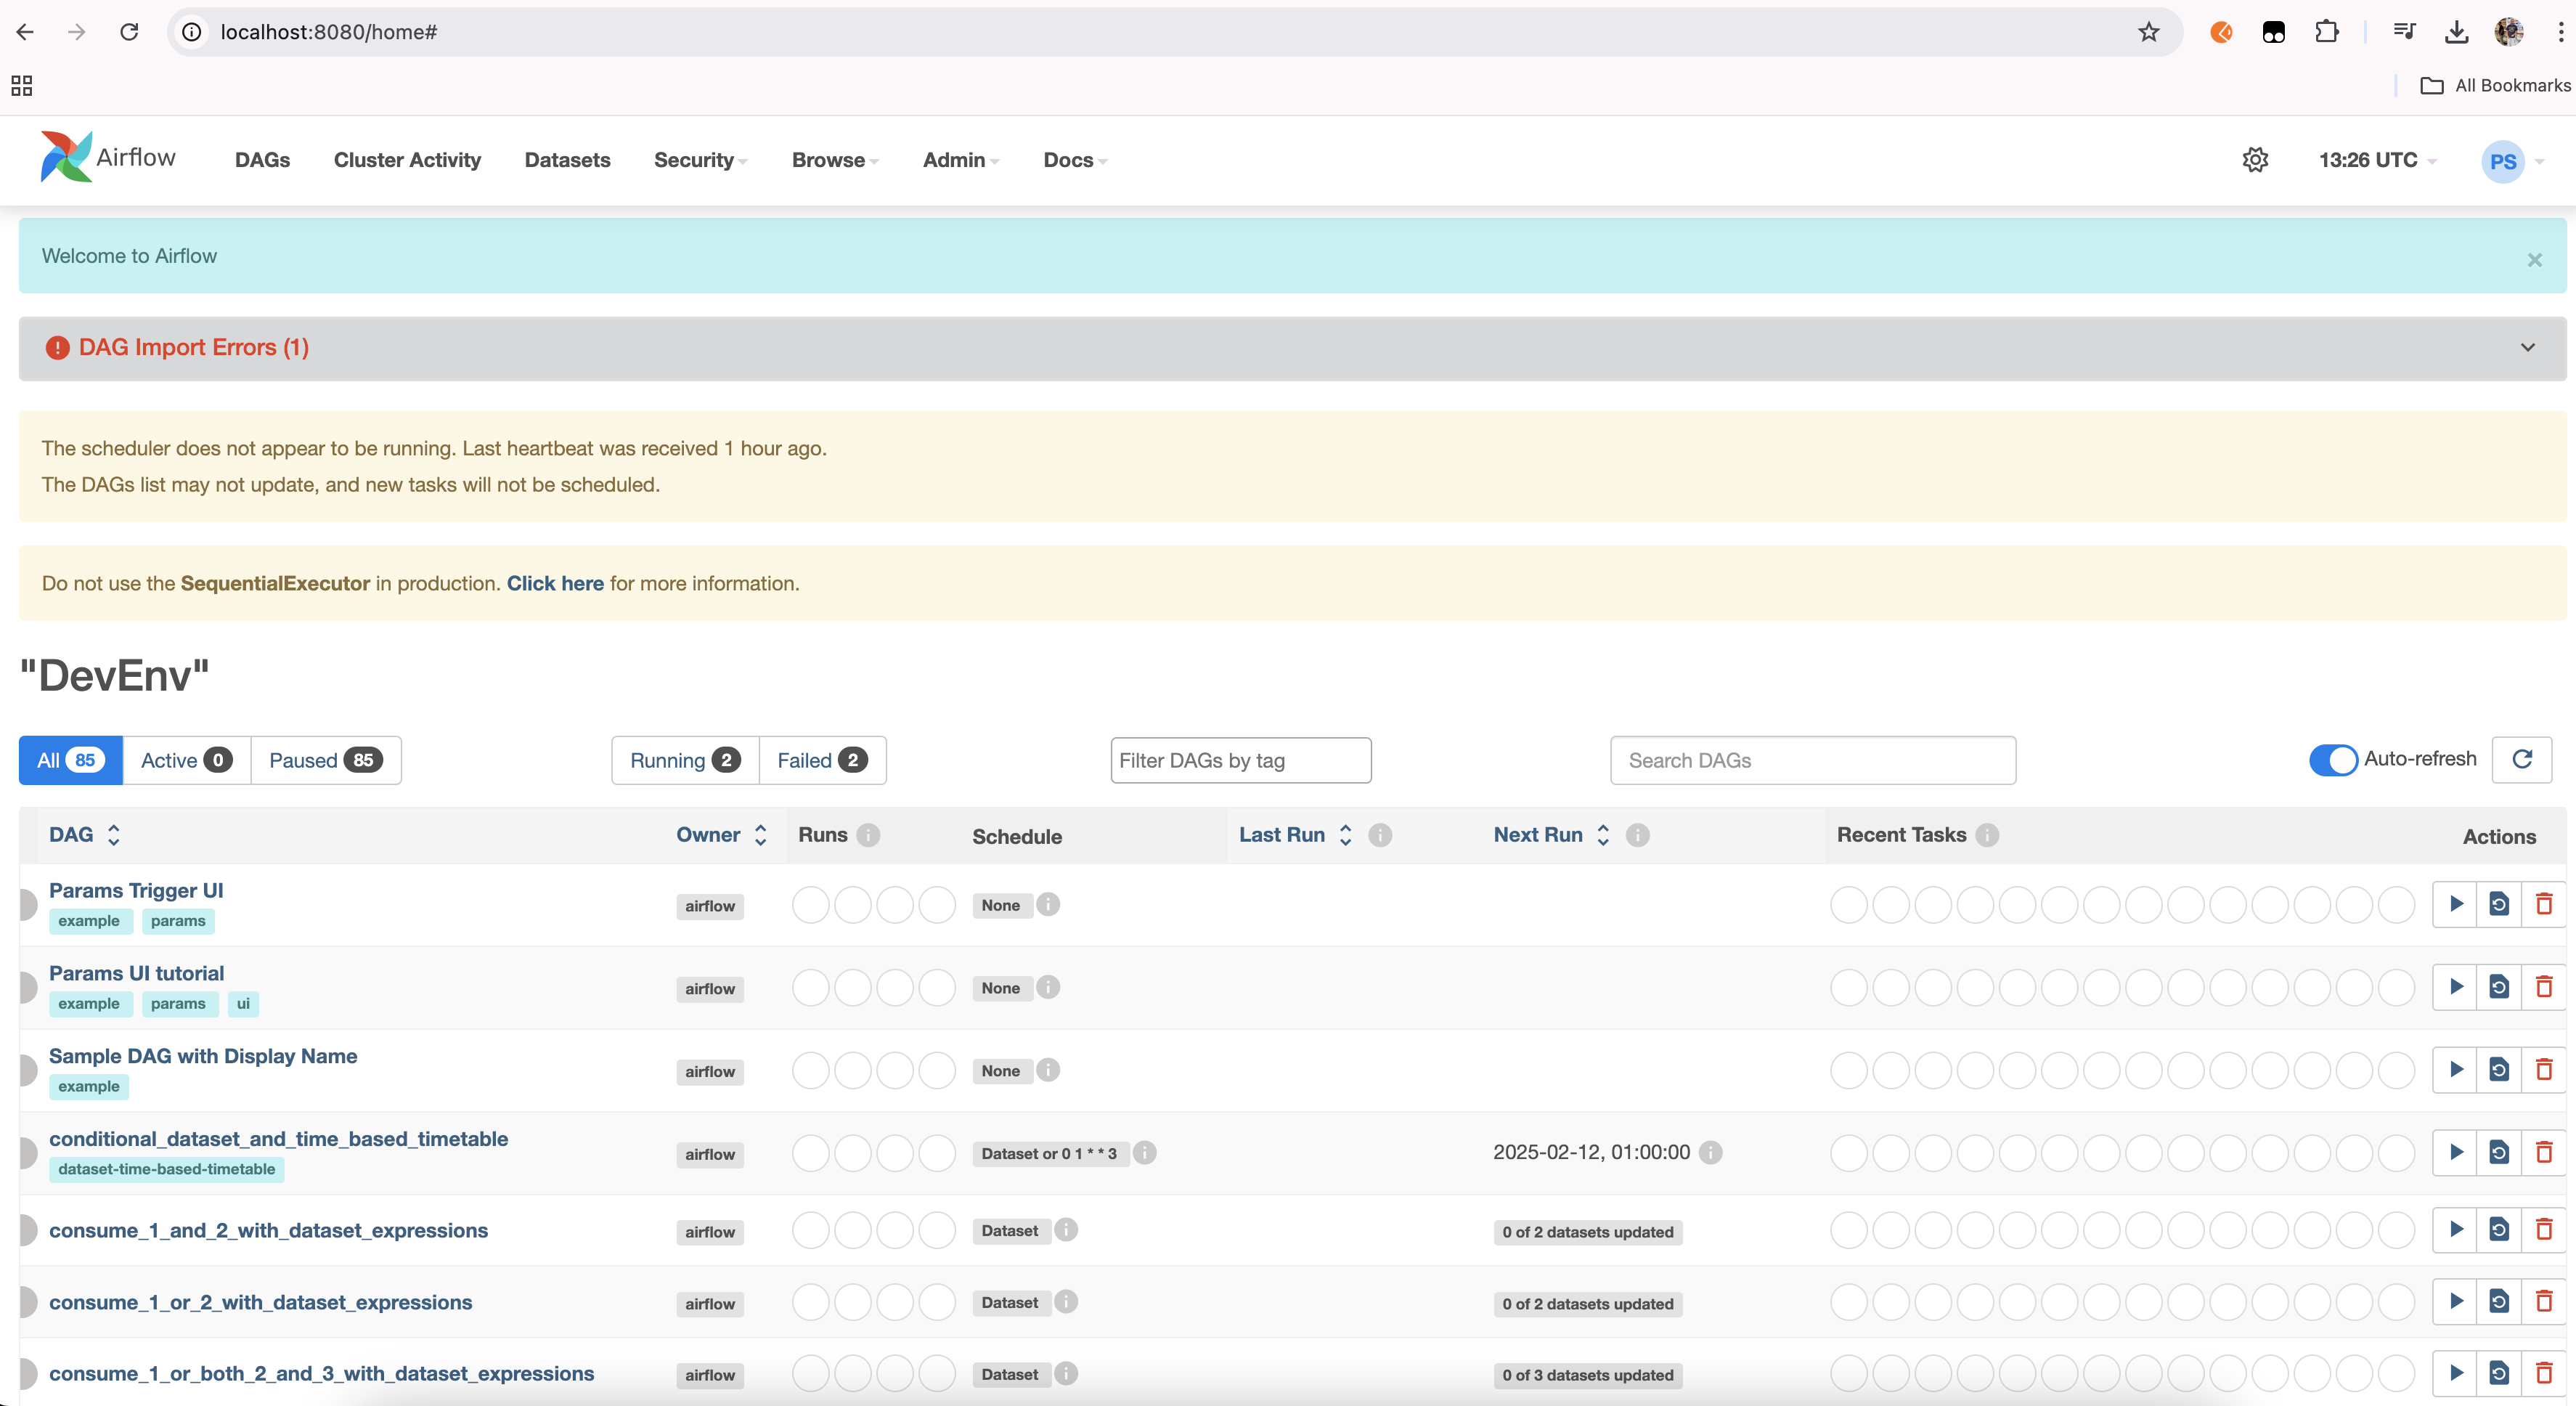 localhost:8080/home#
All Bookmarks
Airflow DAGs Cluster Activity Datasets Security Browse Admin Docs 13:26 UTC PS
Welcome to Airflow ×
DAG Import Errors (1)
The scheduler does not appear to be running. Last heartbeat was received 1 hour ago.
The DAGs list may not update, and new tasks will not be scheduled.
Do not use the SequentialExecutor in production. Click here for more information.
"DevEnv"
All 85 Active 0 Paused 85 Running 2 Failed 2 Filter DAGs by tag Search DAGs Auto-refresh
DAG Owner Runs Schedule Last Run Next Run Recent Tasks Actions
Params Trigger UI
example params airflow None
Params UI tutorial
example params ui airflow None
Sample DAG with Display Name
example airflow None
conditional_dataset_and_time_based_timetable
dataset-time-based-timetable airflow Dataset or 0 1 * * 3 2025-02-12, 01:00:00
consume_1_and_2_with_dataset_expressions airflow Dataset 0 of 2 datasets updated
consume_1_or_2_with_dataset_expressions airflow Dataset 0 of 2 datasets updated
consume_1_or_both_2_and_3_with_dataset_expressions airflow Dataset 0 of 3 datasets updated